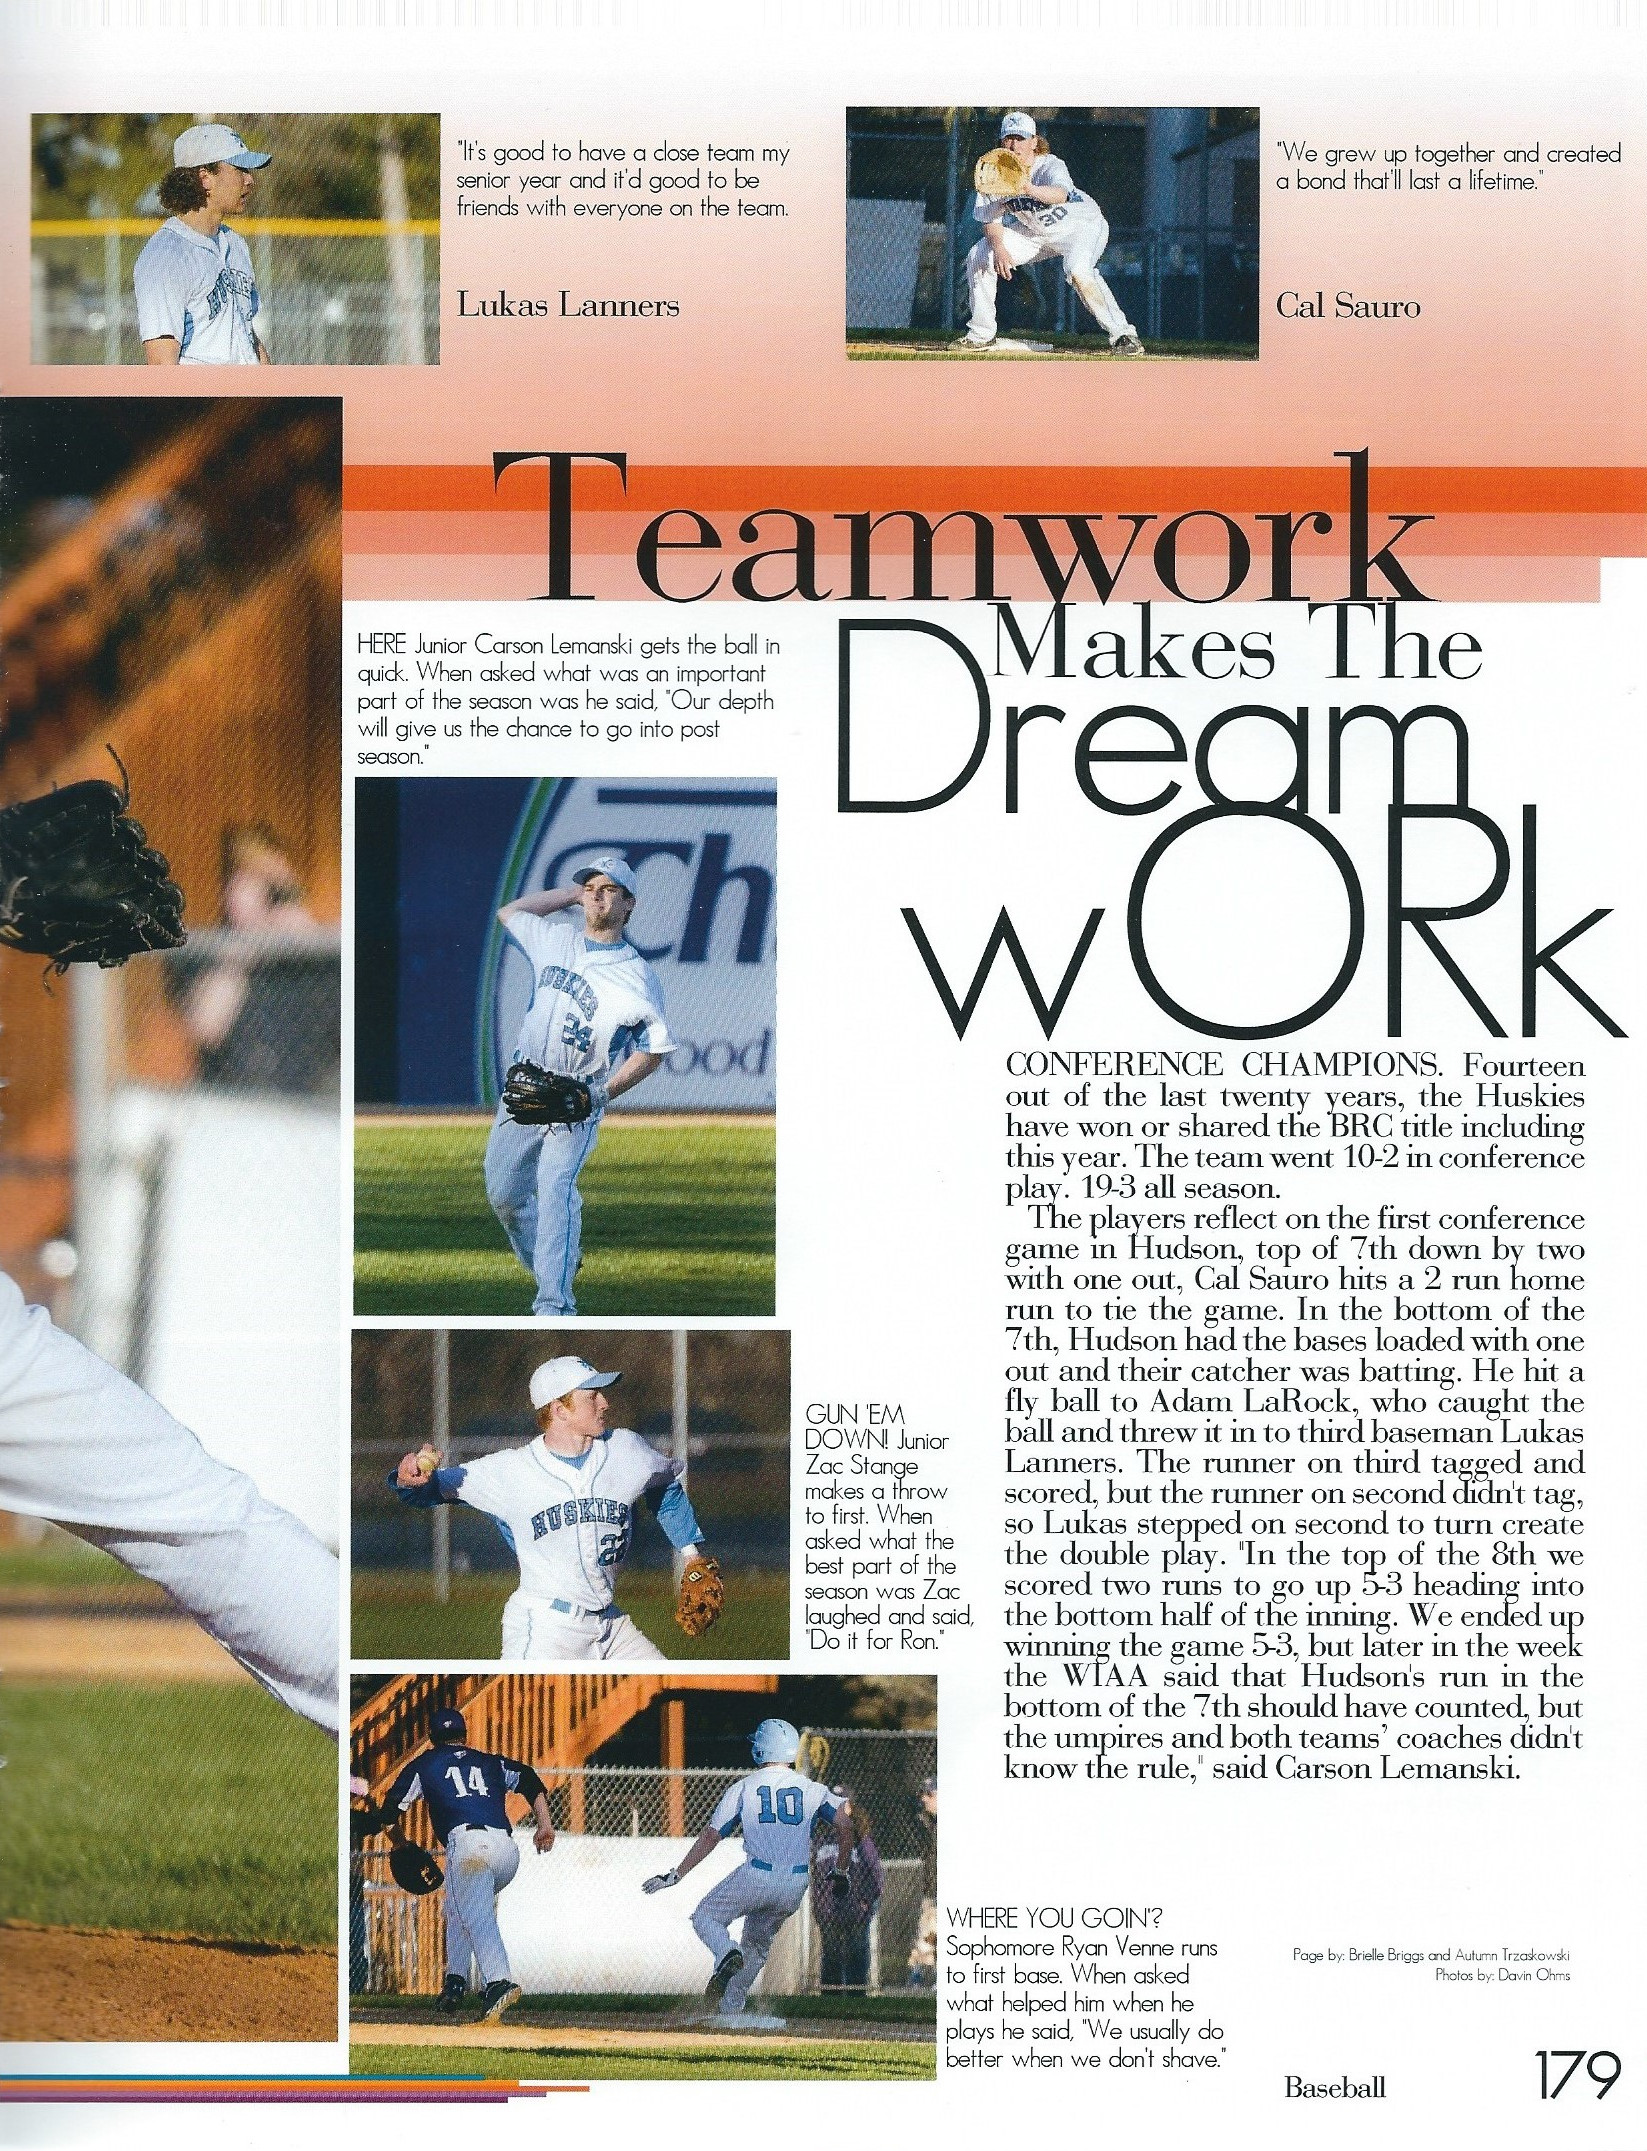 "It's good to have a close team my
senior year and it'd good to be
friends with everyone on the team.
Lukas Lanners
"We grew up together and created
a bond that'll last a lifetime."
Cal Sauro
Teamwork
Makes The
Dream
wORk
HERE Junior Carson Lemanski gets the ball in
quick. When asked what was an important
part of the season was he said, "Our depth
will give us the chance to go into post
season."
Ch
ood
HUSKIES
24
HUSKIES
30
HUSKIES
GUN 'EM
DOWN! Junior
Zac Stange
makes a throw
to first. When
asked what the
best part of the
season was Zac
laughed and said,
"Do it for Ron."
HUSKIES
14
10
WHERE YOU GOIN'?
Sophomore Ryan Venne runs
to first base. When asked
what helped him when he
plays he said, "We usually do
better when we don't shave."
CONFERENCE CHAMPIONS. Fourteen
out of the last twenty years, the Huskies
have won or shared the BRC title including
this year. The team went 10-2 in conference
play. 19-3 all season.
The players reflect on the first conference
game in Hudson, top of 7th down by two
with one out, Cal Sauro hits a 2 run home
run to tie the game. In the bottom of the
7th, Hudson had the bases loaded with one
out and their catcher was batting. He hit a
fly ball to Adam LaRock, who caught the
ball and threw it in to third baseman Lukas
Lanners. The runner on third tagged and
scored, but the runner on second didn't tag,
so Lukas stepped on second to turn create
the double play. "In the top of the 8th we
scored two runs to go up 5-3 heading into
the bottom half of the inning. We ended up
winning the game 5-3, but later in the week
the WIAA said that Hudson's run in the
bottom of the 7th should have counted, but
the umpires and both teams' coaches didn't
know the rule," said Carson Lemanski.
Page by: Brielle Briggs and Autumn Trzaskowski
Photos by: Davin Ohms
Baseball
179